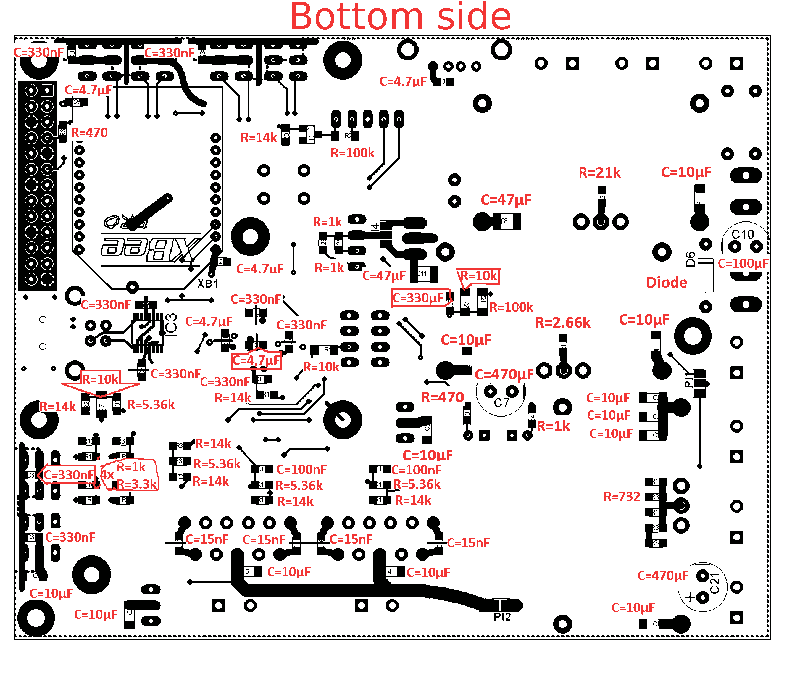 Bottom side
C=330nF
C=330nF
C=4.7µF
C=4.7µF
R=470
R=14k
R=100k
R=21k
C=10µF
C=47µF
R=1k
C10
XBee
C=4.7uF
R=1k
C=47µF
D6
C=100µF
XB1
R=10k
Diode
C=330nF
C=330nF
C=330µF
R=100k
IC3
C=4.7µF
C=330nF
R=2.66k
C=10µF
C=4.7µF
C=10µF
R=10k
C=330nF
R=10k
C=330nF
C=470µF
PI1
R=14k
R=5.36k
R=14k
R=470
C7
C=10µF
C=10µF
R=1k
C=10µF
R=14k
C=10µF
R=5.36k
C=330nF
4x
R=1k
R=3.3k
R=14k
C=100nF
R=5.36k
R=14k
C=100nF
R=5.36k
R=14k
R=732
C=330nF
C=15nF
C=15nF
C=15nF
C=15nF
C=10µF
C=10µF
C=10µF
C=470µF
C21
C=10µF
C=10µF
PI2